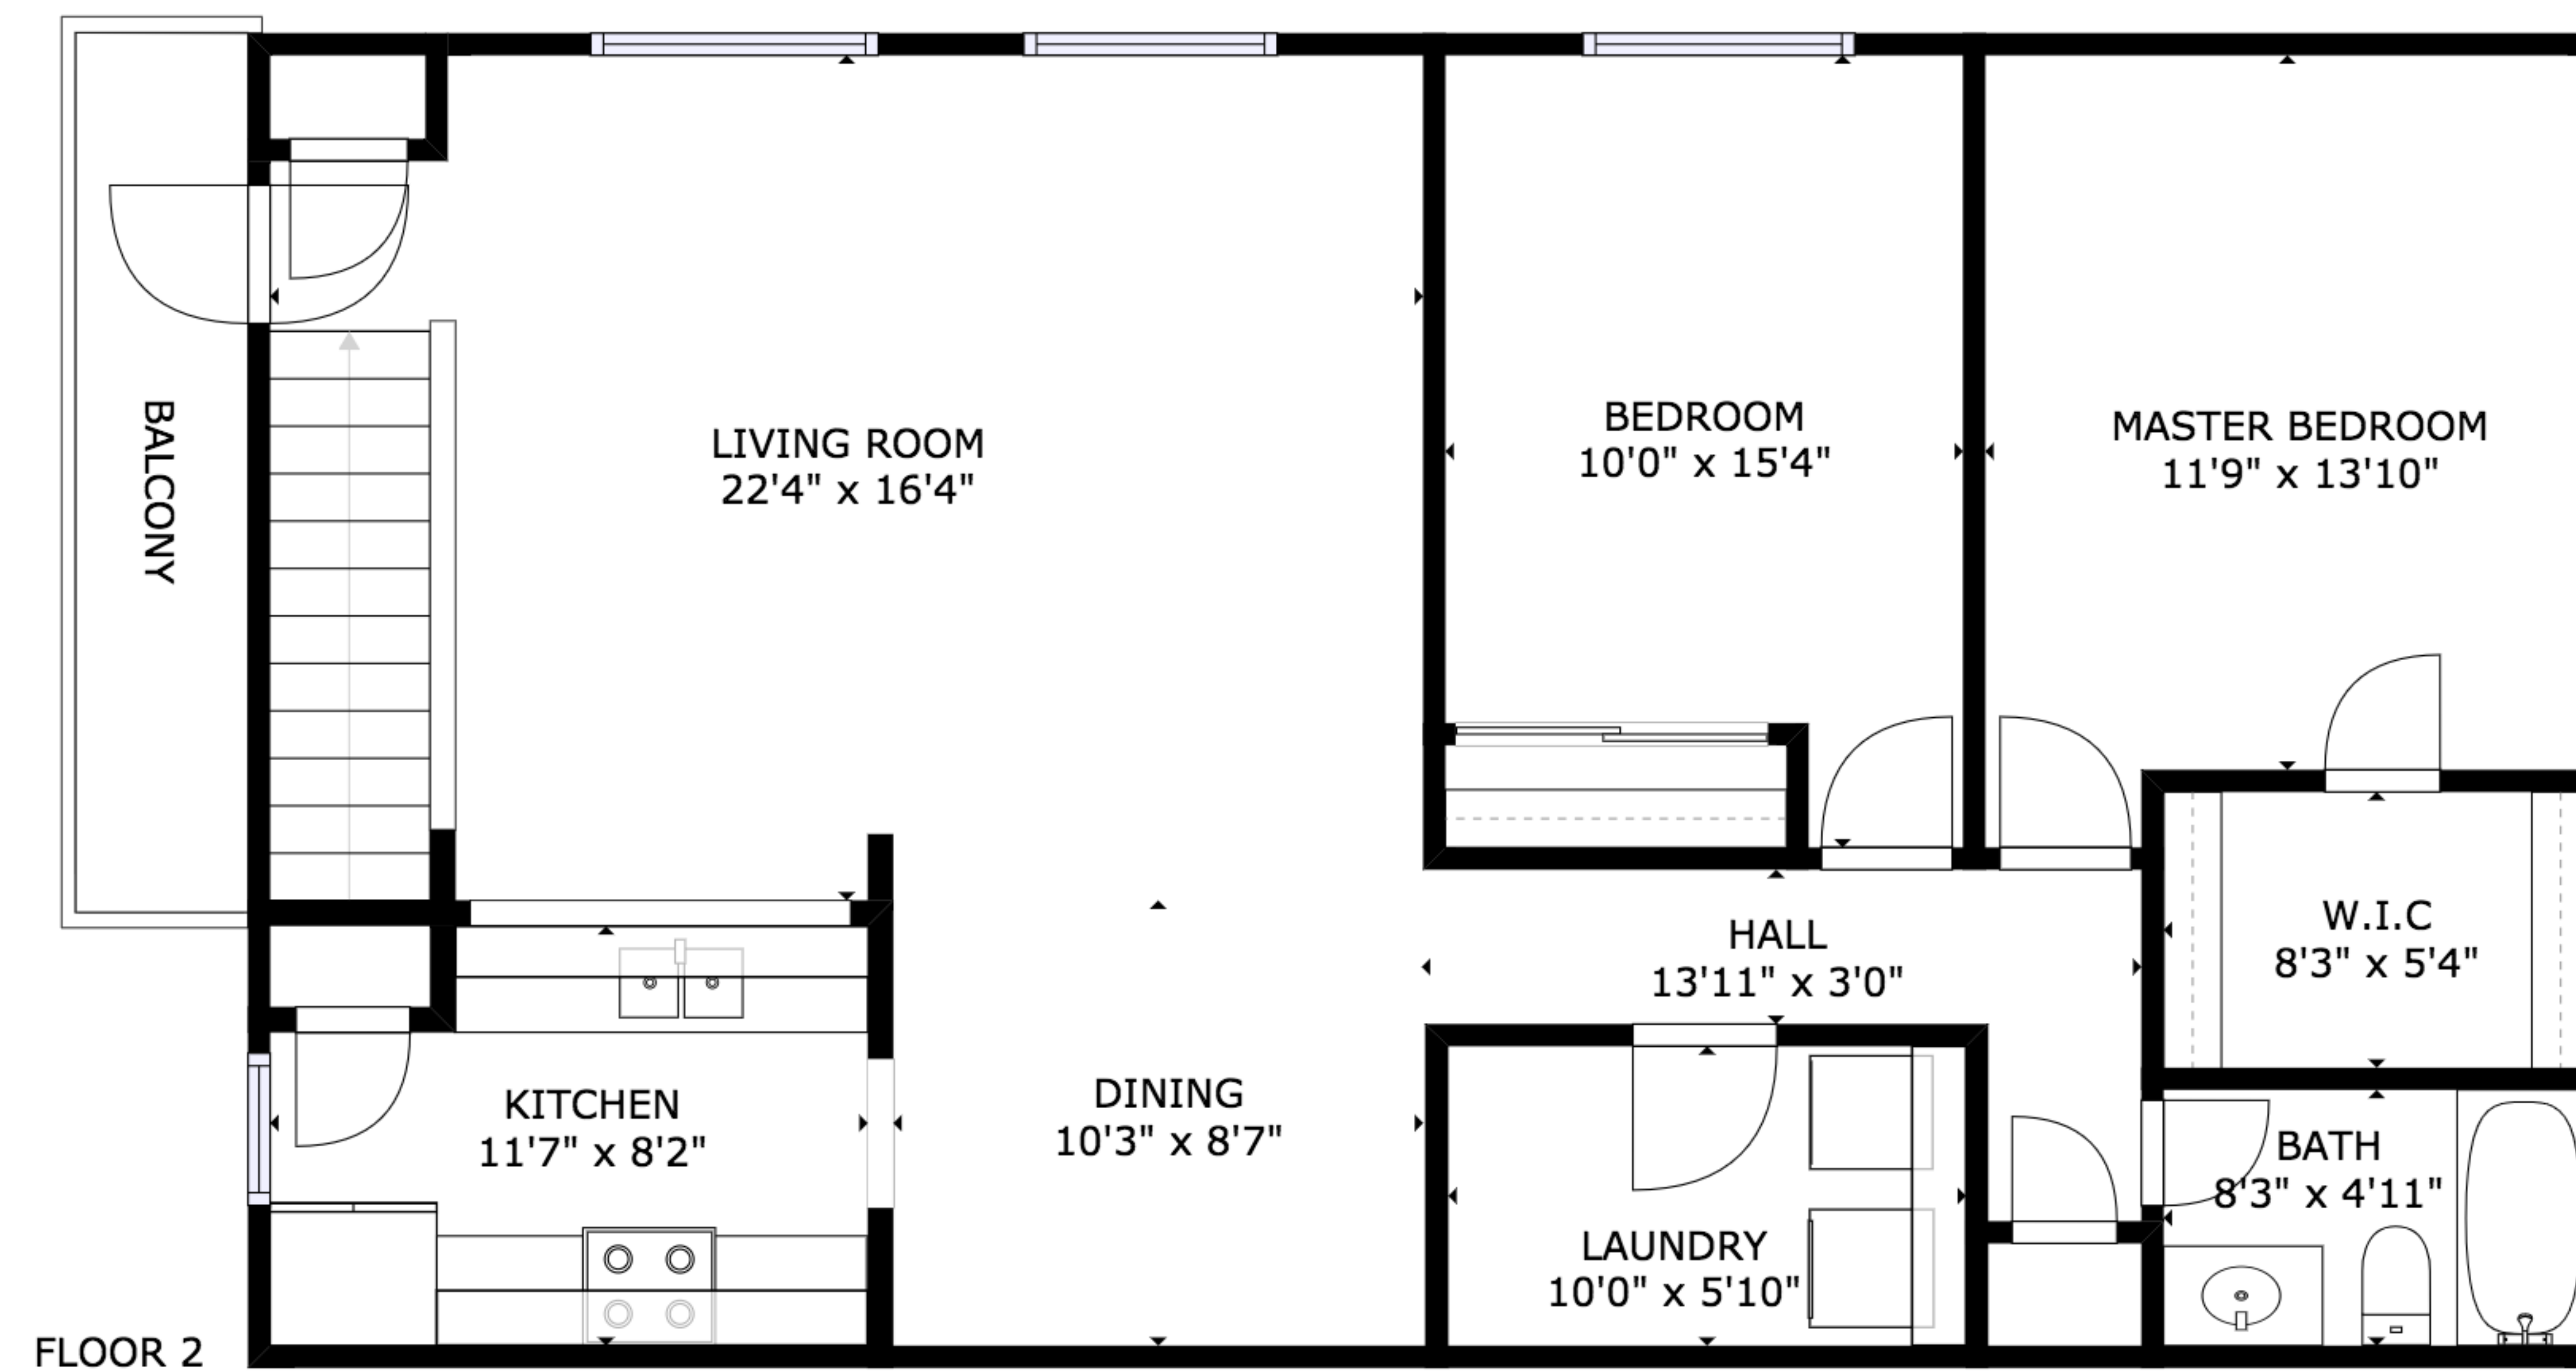 BALCONY
LIVING ROOM
22'4" x 16'4"
BEDROOM
10'0" x 15'4"
MASTER BEDROOM
11'9" x 13'10"
HALL
13'11" x 3'0"
W.I.C
8'3" x 5'4"
KITCHEN
11'7" x 8'2"
DINING
10'3" x 8'7"
BATH
8'3" x 4'11"
LAUNDRY
10'0" x 5'10"
FLOOR 2